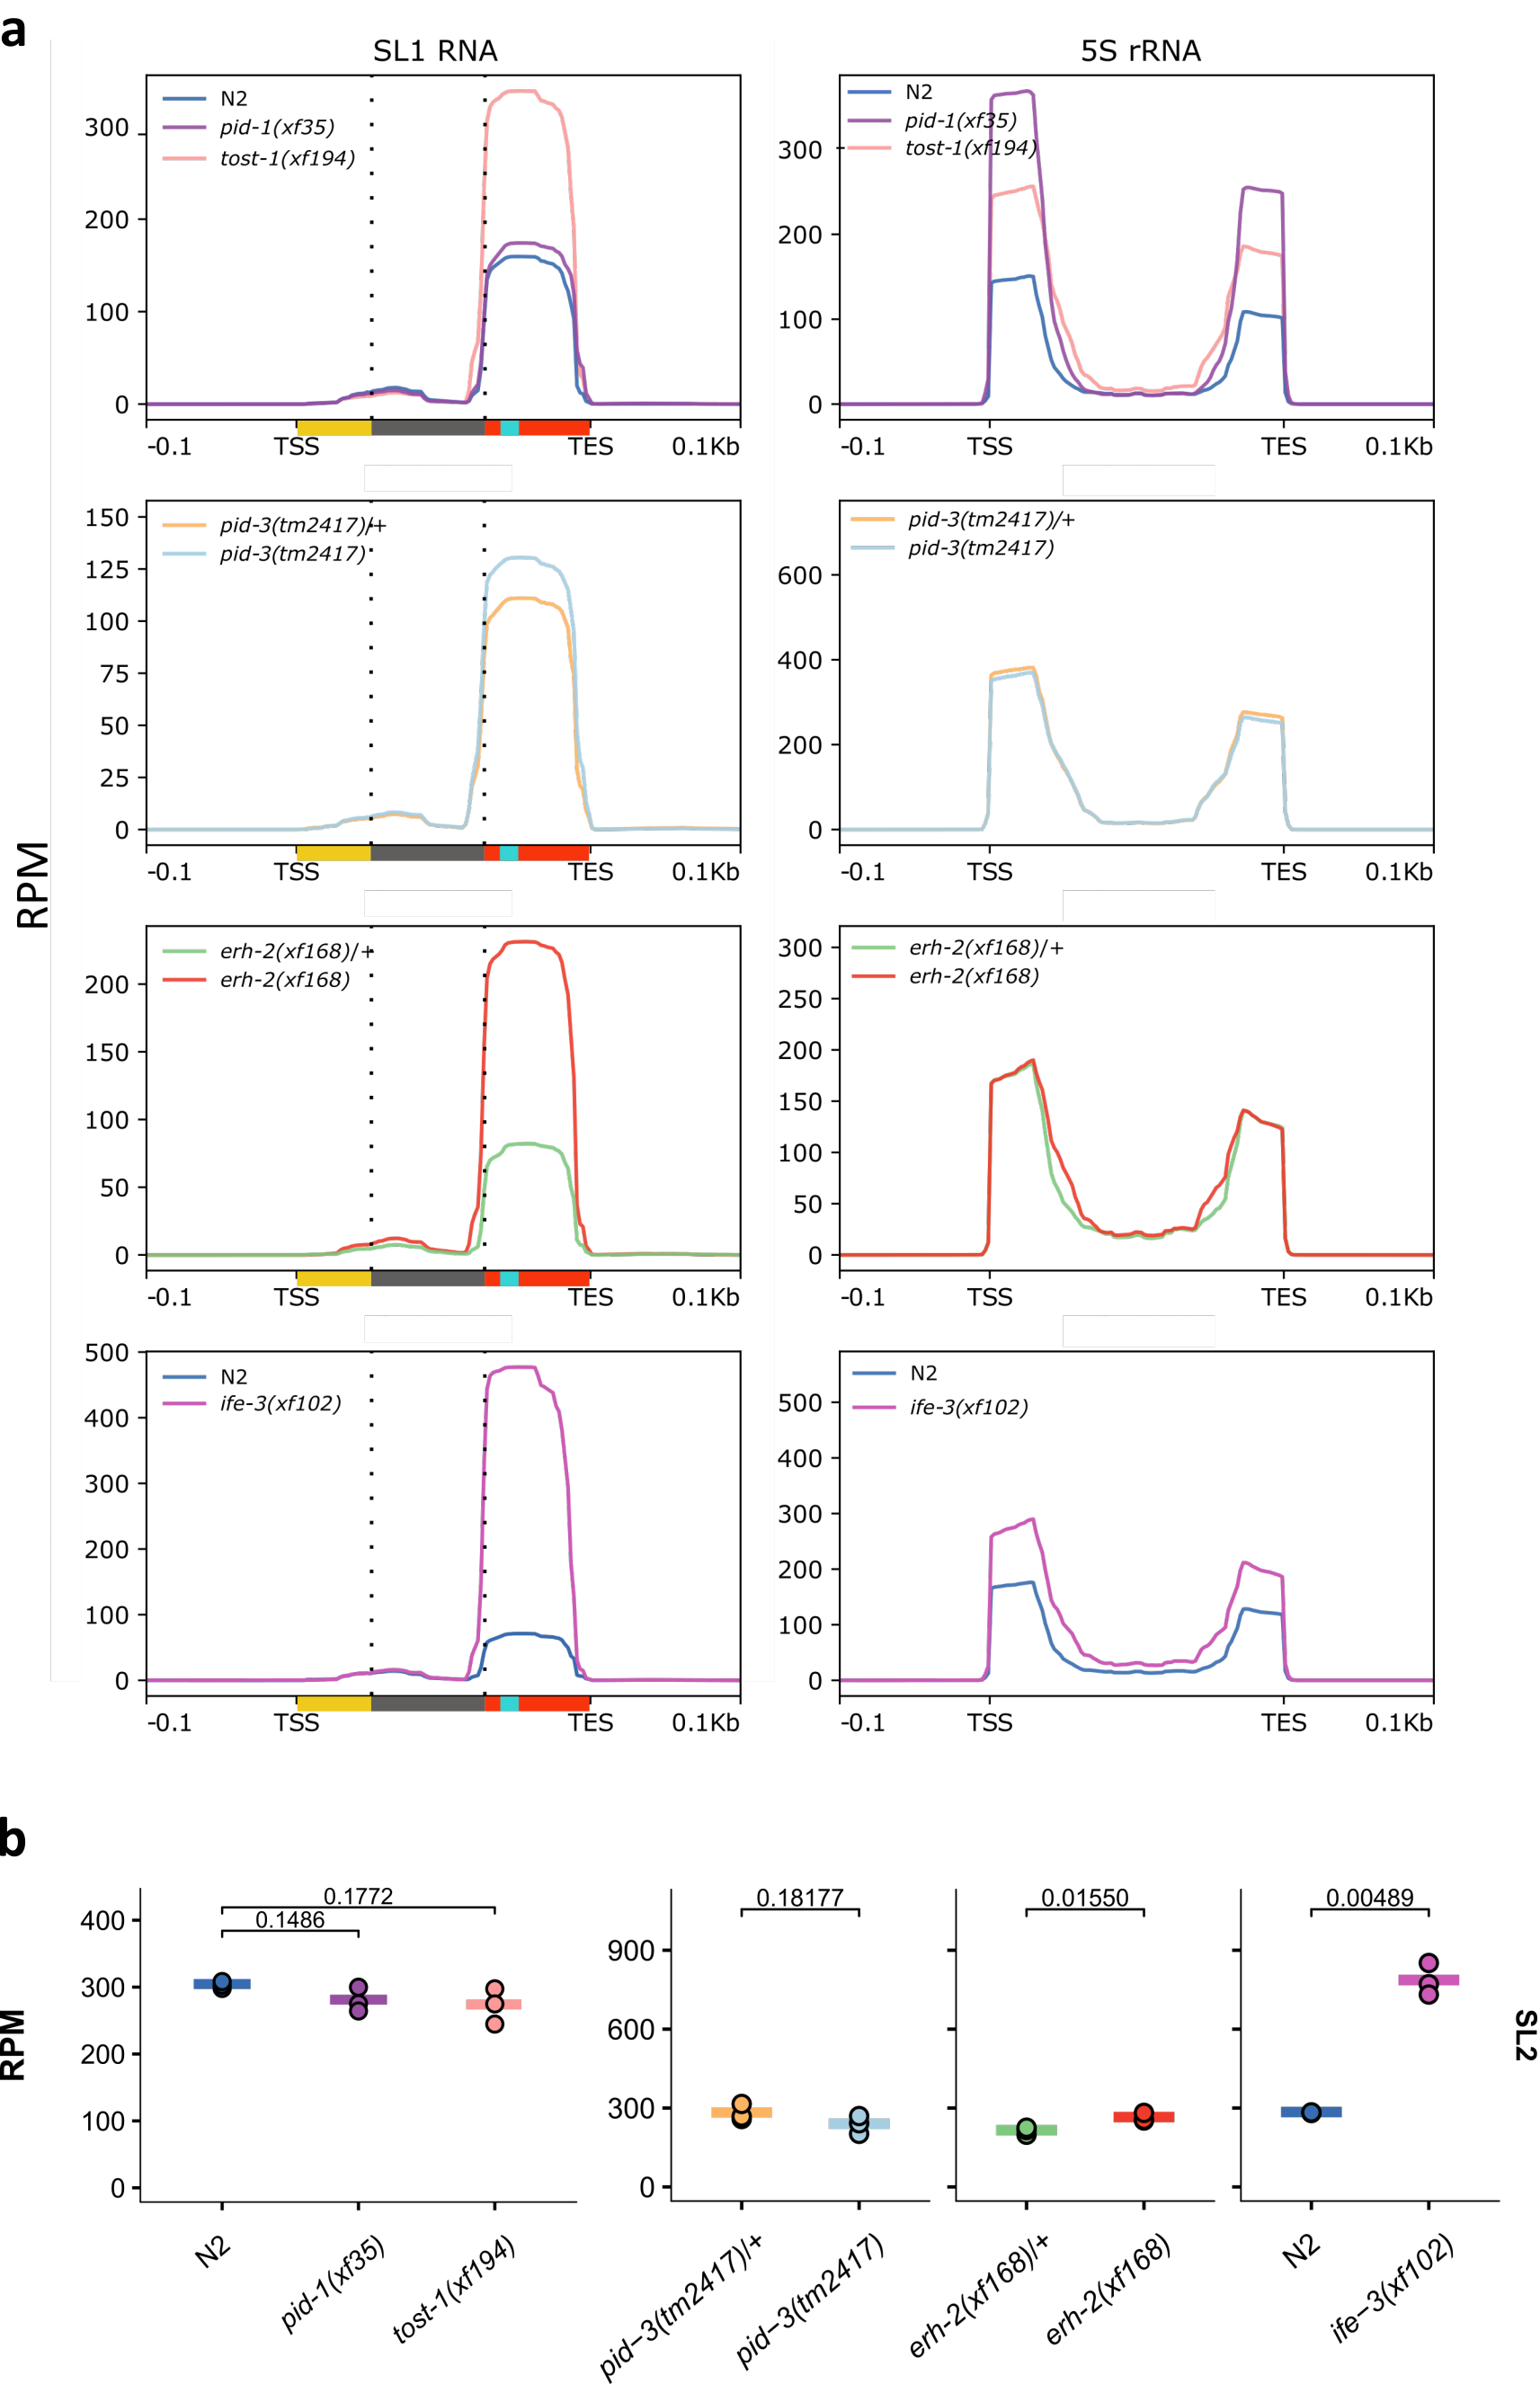 a
SL1 RNA
5S rRNA
RPM
N2
pid-1(xf35)
tost-1(xf194)
300
200
100
0
-0.1
TSS
TES
0.1Kb
N2
pid-1(xf35)
tost-1(xf194)
300
200
100
0
-0.1
TSS
TES
0.1Kb
pid-3(tm2417)/+
pid-3(tm2417)
150
125
100
75
50
25
0
-0.1
TSS
TES
0.1Kb
pid-3(tm2417)/+
pid-3(tm2417)
600
400
200
0
-0.1
TSS
TES
0.1Kb
erh-2(xf168)/+
erh-2(xf168)
200
150
100
50
0
-0.1
TSS
TES
0.1Kb
erh-2(xf168)/+
erh-2(xf168)
300
250
200
150
100
50
0
-0.1
TSS
TES
0.1Kb
N2
ife-3(xf102)
500
400
300
200
100
0
-0.1
TSS
TES
0.1Kb
N2
ife-3(xf102)
500
400
300
200
100
0
-0.1
TSS
TES
0.1Kb
b
RPM
0.1772
0.1486
400
300
200
100
0
N2
pid-1(xf35)
tost-1(xf194)
0.18177
900
600
300
0
pid−3(tm2417)/+
pid−3(tm2417)
0.01550
erh-2(xf168)/+
erh-2(xf168)
0.00489
N2
ife−3(xf102)
SL2